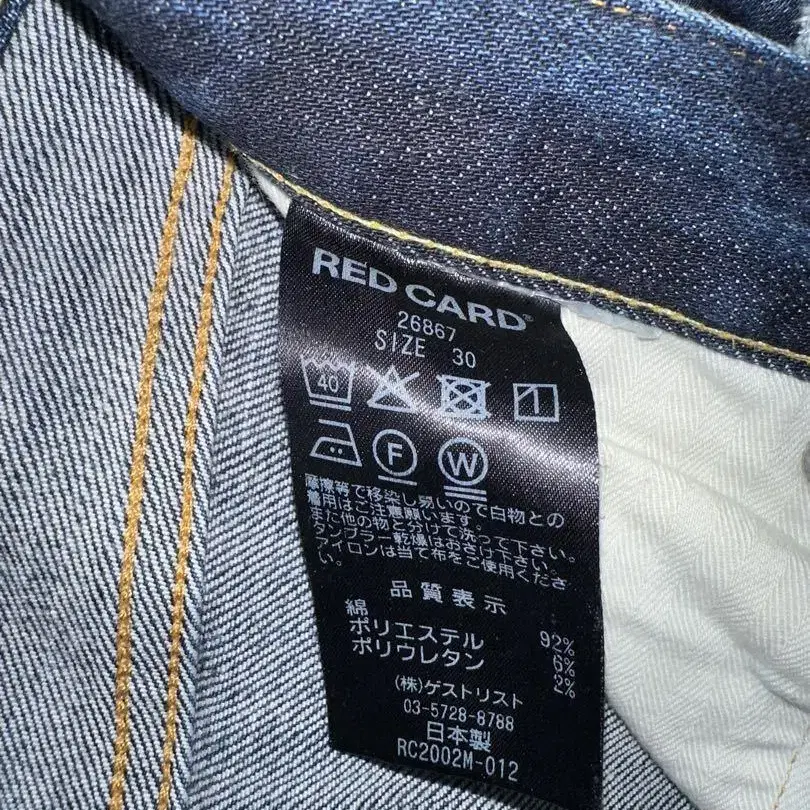 RED CARD®
26867
SIZE 30
40
F W
摩擦等で移染し易いので白物との
着用はご注意願います。
また他の物と分けて洗って下さい。
タンブラー乾燥はおさけ下さい。
アイロンは当て布をご使用くださ
い。
品質表示
綿 92%
ポリエステル 6%
ポリウレタン 2%
(株)ゲストリスト
03-5728-8788
日本製
RC2002M-012